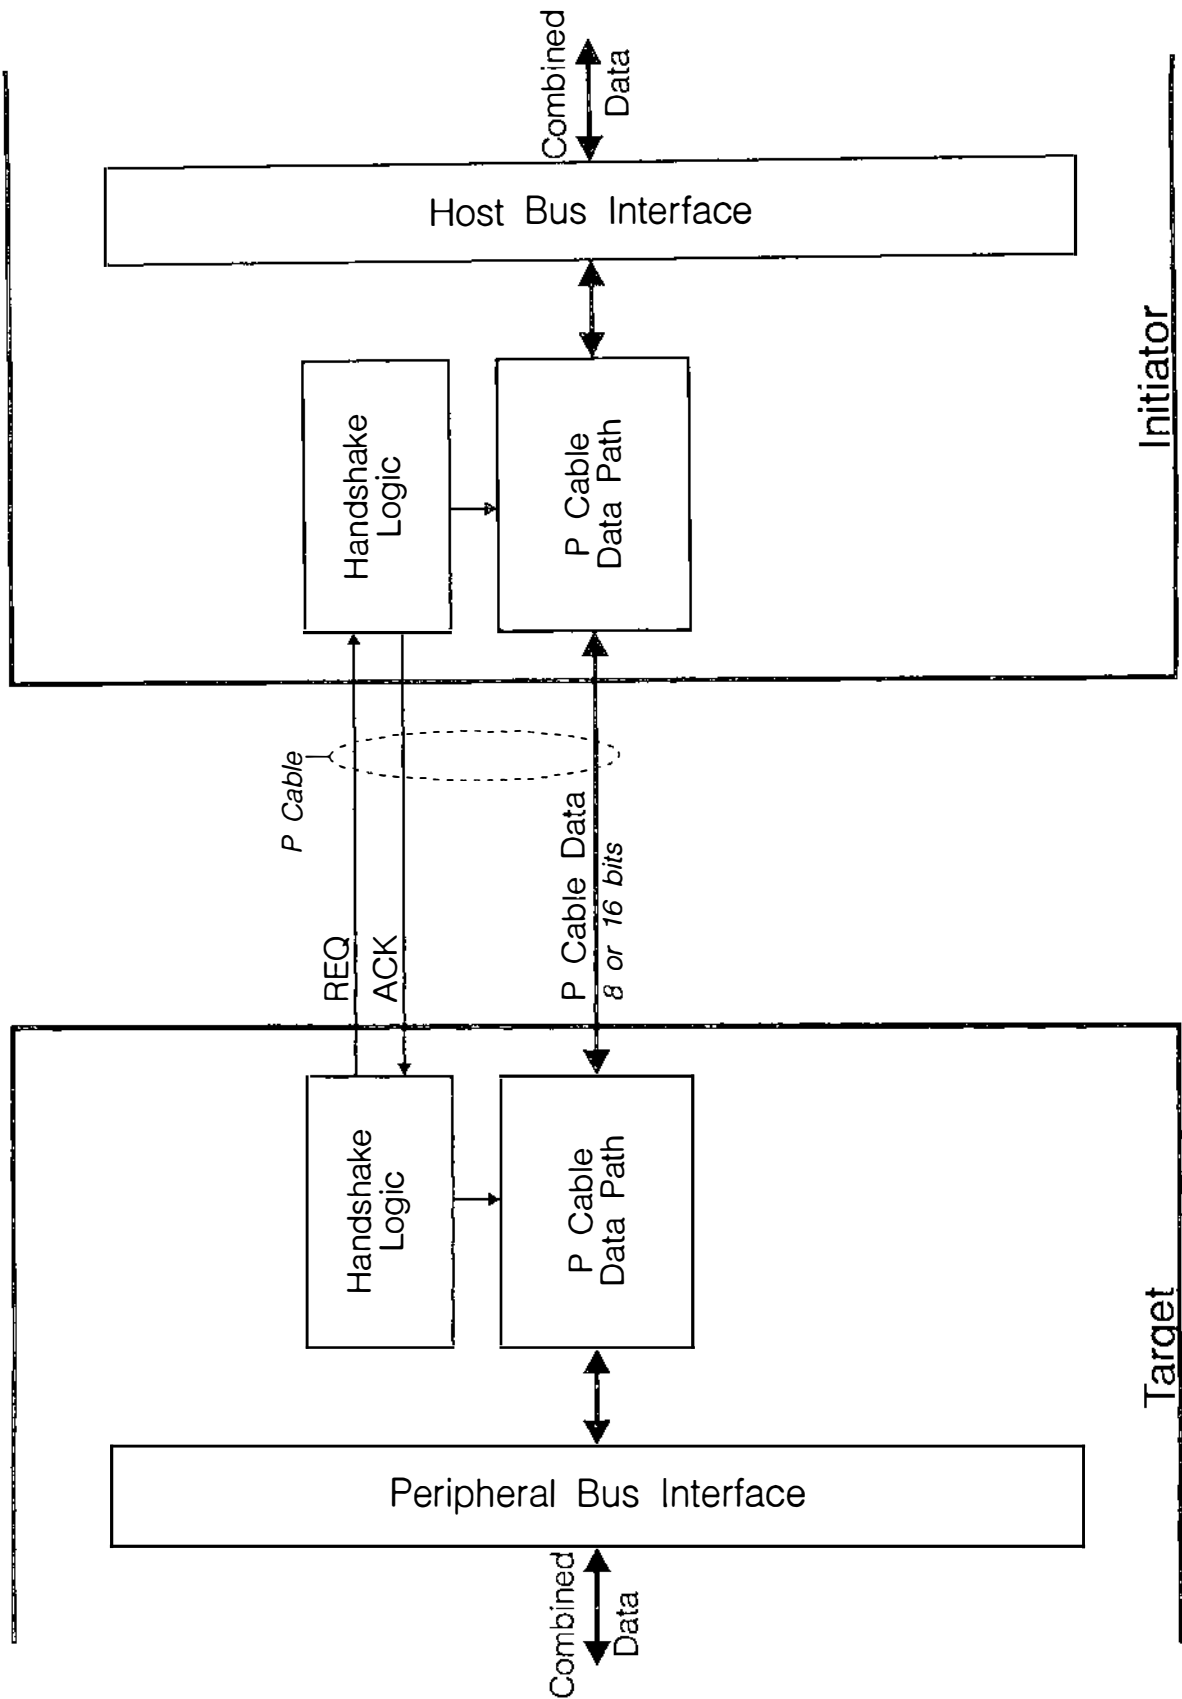 Combined
Data
Host Bus Interface
Handshake
Logic
P Cable
Data Path
Initiator
P Cable
REQ
ACK
P Cable Data
8 or 16 bits
Handshake
Logic
P Cable
Data Path
Target
Peripheral Bus Interface
Combined
Data